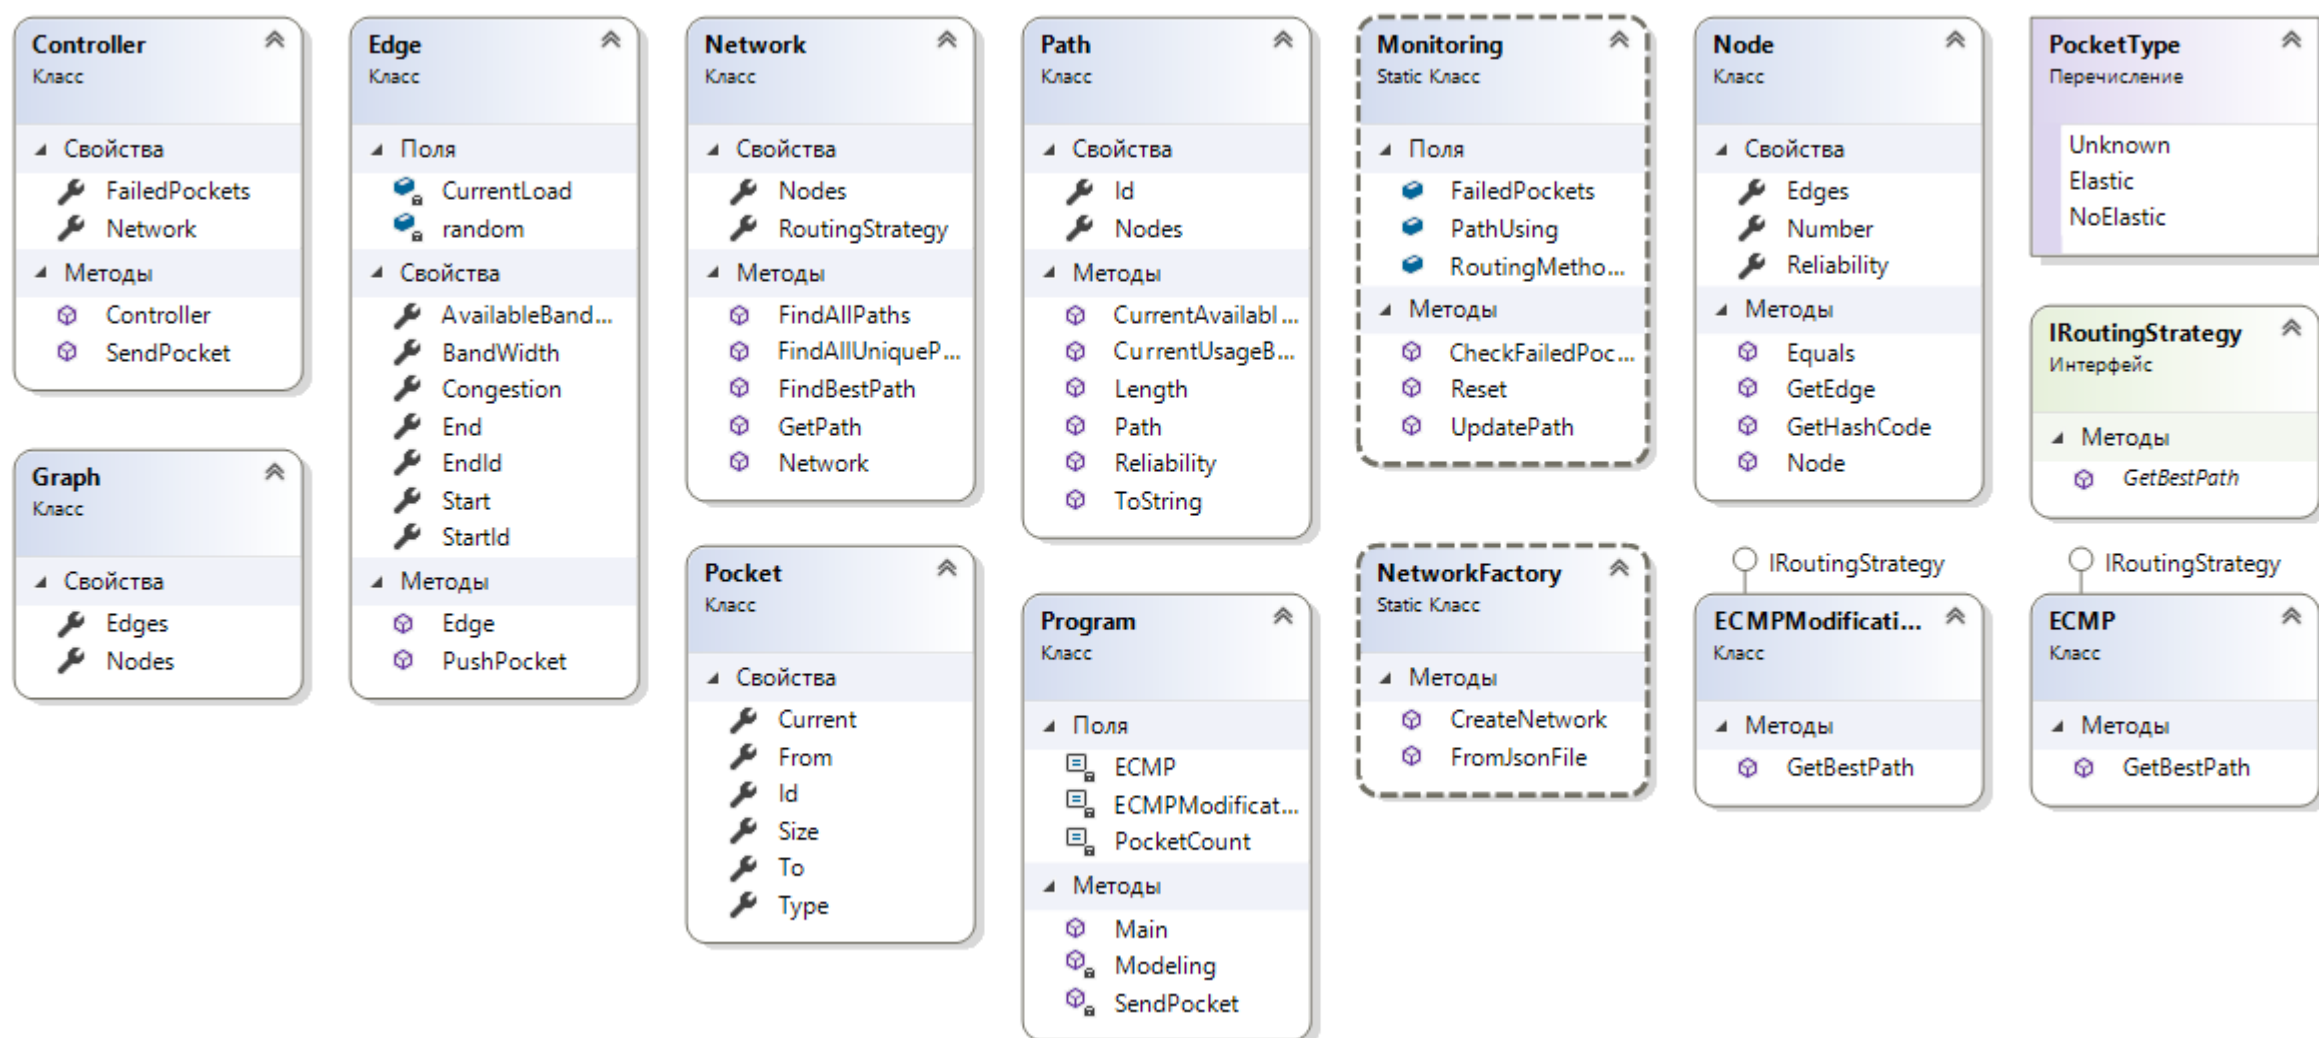 Controller
Класс
Свойства
FailedPockets
Network
Методы
Controller
SendPocket
Graph
Класс
Свойства
Edges
Nodes
Edge
Класс
Поля
CurrentLoad
random
Свойства
AvailableBand...
BandWidth
Congestion
End
EndId
Start
StartId
Методы
Edge
PushPocket
Network
Класс
Свойства
Nodes
RoutingStrategy
Методы
FindAllPaths
FindAllUniqueP...
FindBestPath
GetPath
Network
Pocket
Класс
Свойства
Current
From
Id
Size
To
Type
Path
Класс
Свойства
Id
Nodes
Методы
CurrentAvailabl...
CurrentUsageB...
Length
Path
Reliability
ToString
Program
Класс
Поля
ECMP
ECMPModificat...
PocketCount
Методы
Main
Modeling
SendPocket
Monitoring
Static Класс
Поля
FailedPockets
PathUsing
RoutingMetho...
Методы
CheckFailedPoc...
Reset
UpdatePath
NetworkFactory
Static Класс
Методы
CreateNetwork
FromJsonFile
Node
Класс
Свойства
Edges
Number
Reliability
Методы
Equals
GetEdge
GetHashCode
Node
IRoutingStrategy
ECMPModificati...
Класс
Методы
GetBestPath
PocketType
Перечисление
Unknown
Elastic
NoElastic
IRoutingStrategy
Интерфейс
Методы
GetBestPath
IRoutingStrategy
ECMP
Класс
Методы
GetBestPath